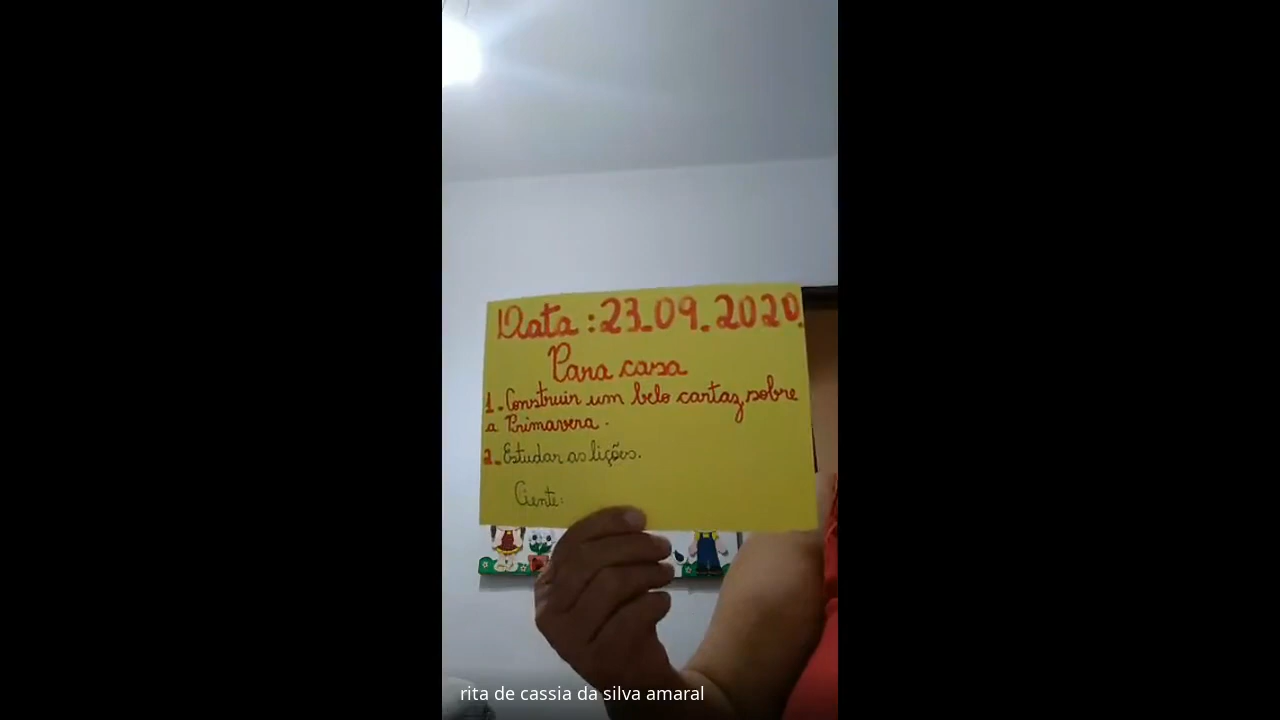 Data: 23.09.2020.
Para casa
1. Construir um belo cartaz sobre
a Primavera.
2. Estudar as lições.
Ciente:
rita de cassia da silva amaral